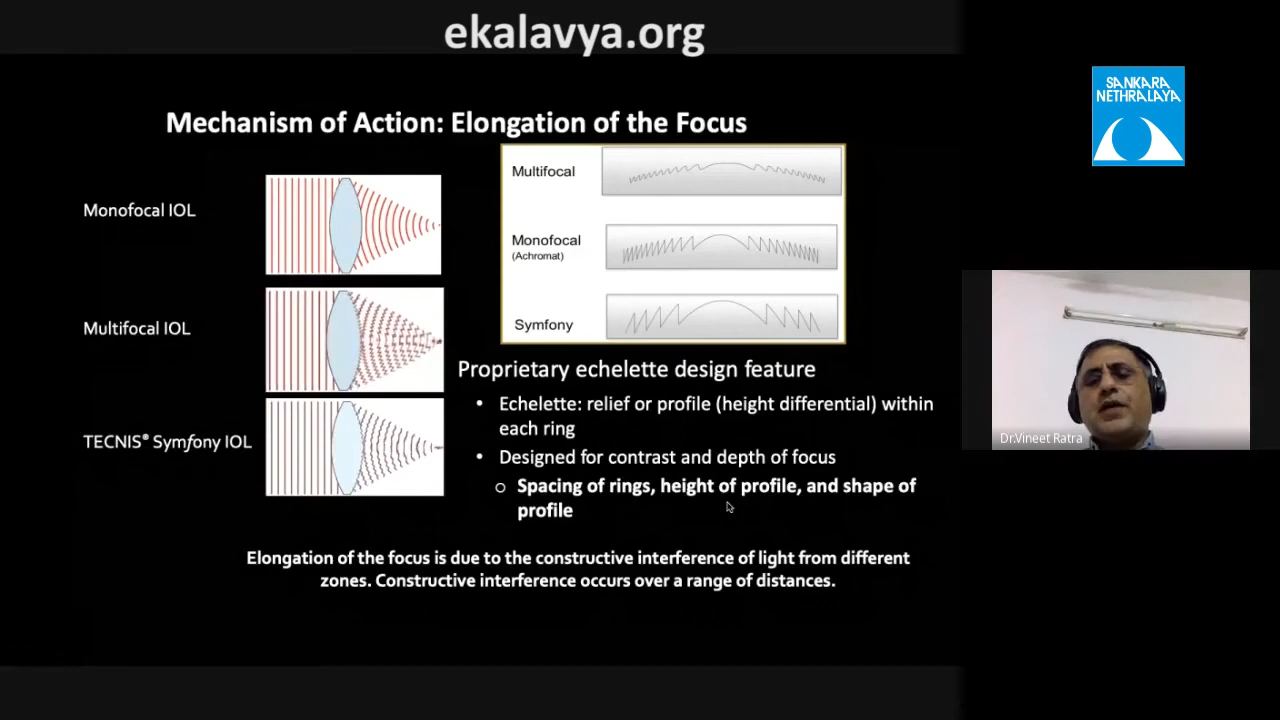 ekalavya.org
SANKARA
NETHRALAYA
Mechanism of Action: Elongation of the Focus
Monofocal IOL
Multifocal IOL
TECNIS® Symfony IOL
Multifocal
Monofocal
(Achromat)
Symfony
Proprietary echelette design feature
• Echelette: relief or profile (height differential) within
each ring
• Designed for contrast and depth of focus
o Spacing of rings, height of profile, and shape of
profile
Elongation of the focus is due to the constructive interference of light from different
zones. Constructive interference occurs over a range of distances.
Dr.Vineet Ratra